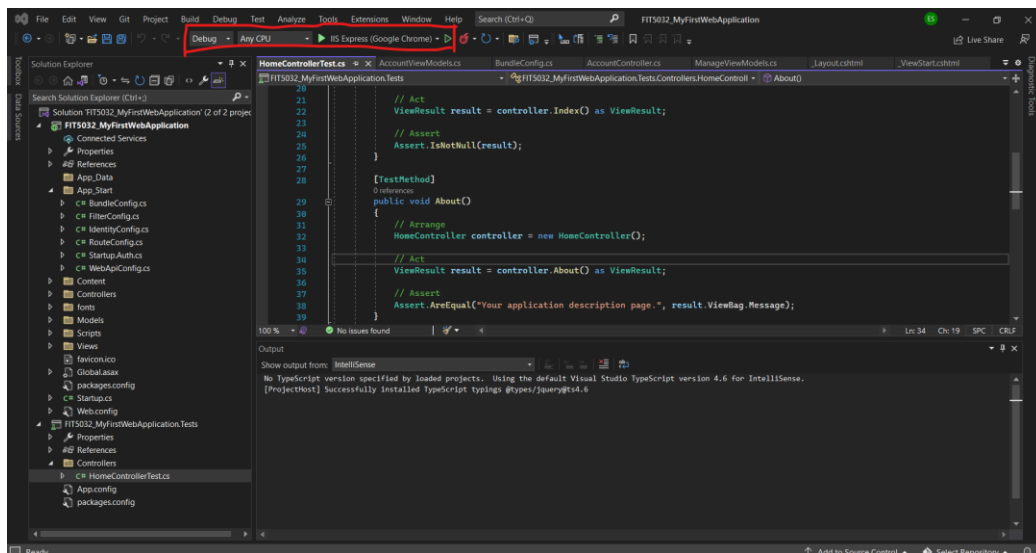 File Edit View Git Project Build Debug Test Analyze Tools Extensions Window Help Search (Ctrl+Q) FIT5032_MyFirstWebApplication
Debug Any CPU IIS Express (Google Chrome) Live Share
Toolbox
Data Sources
Solution Explorer
Search Solution Explorer (Ctrl+;)
Solution 'FIT5032_MyFirstWebApplication' (2 of 2 projec
FIT5032_MyFirstWebApplication
Connected Services
Properties
References
App_Data
App_Start
C# BundleConfig.cs
C# FilterConfig.cs
C# IdentityConfig.cs
C# RouteConfig.cs
C# Startup.Auth.cs
C# WebApiConfig.cs
Content
Controllers
fonts
Models
Scripts
Views
favicon.ico
Global.asax
packages.config
C# Startup.cs
Web.config
FIT5032_MyFirstWebApplication.Tests
Properties
References
Controllers
C# HomeControllerTest.cs
App.config
packages.config
HomeControllerTest.cs AccountViewModels.cs BundleConfig.cs AccountController.cs ManageViewModels.cs _Layout.cshtml _ViewStart.cshtml
FIT5032_MyFirstWebApplication.Tests FIT5032_MyFirstWebApplication.Tests.Controllers.HomeControll About()
20
21 // Act
22 ViewResult result = controller.Index() as ViewResult;
23
24 // Assert
25 Assert.IsNotNull(result);
26 }
27
28 [TestMethod]
0 references
29 public void About()
30 {
31 // Arrange
32 HomeController controller = new HomeController();
33
34 // Act
35 ViewResult result = controller.About() as ViewResult;
36
37 // Assert
38 Assert.AreEqual("Your application description page.", result.ViewBag.Message);
39 }
100 % No issues found Ln: 34 Ch: 19 SPC CRLF
Output
Show output from: IntelliSense
No TypeScript version specified by loaded projects. Using the default Visual Studio TypeScript version 4.6 for IntelliSense.
[ProjectHost] Successfully installed TypeScript typings @types/jquery@ts4.6
Diagnostic Tools
Ready Add to Source Control Select Repository